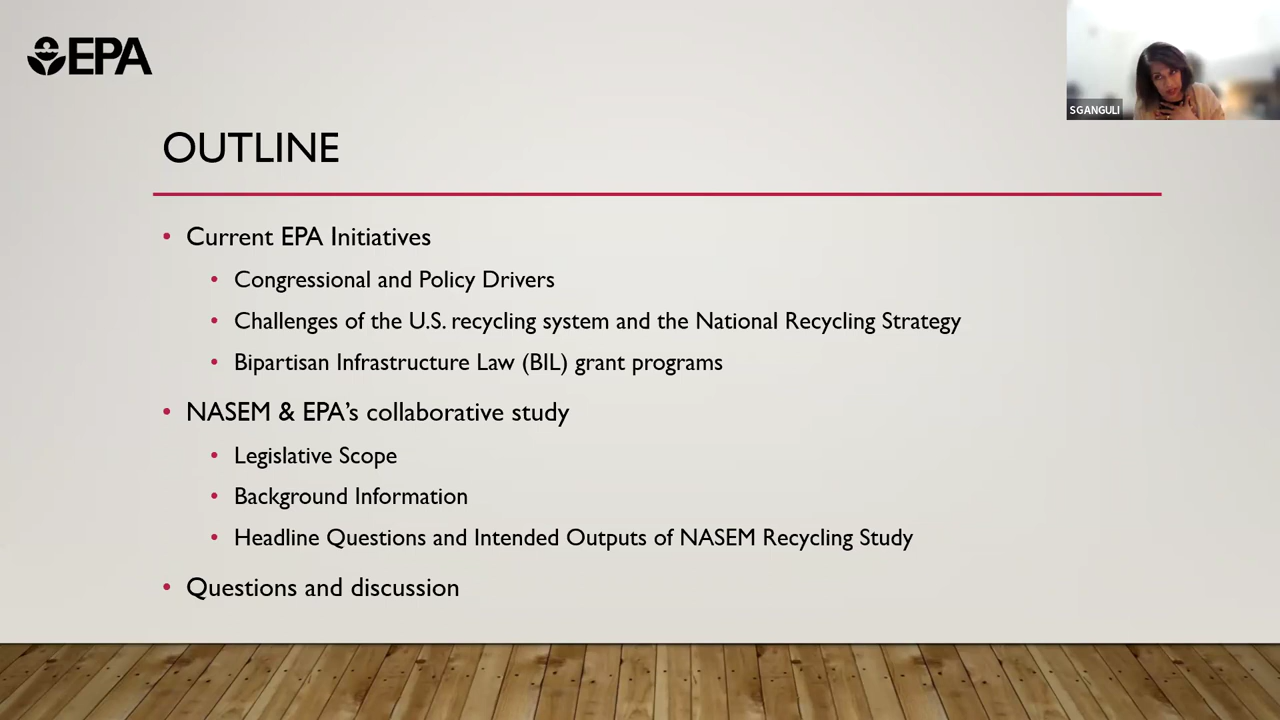 EPA
SGANGULI
OUTLINE
• Current EPA Initiatives
• Congressional and Policy Drivers
• Challenges of the U.S. recycling system and the National Recycling Strategy
• Bipartisan Infrastructure Law (BIL) grant programs
• NASEM & EPA’s collaborative study
• Legislative Scope
• Background Information
• Headline Questions and Intended Outputs of NASEM Recycling Study
• Questions and discussion